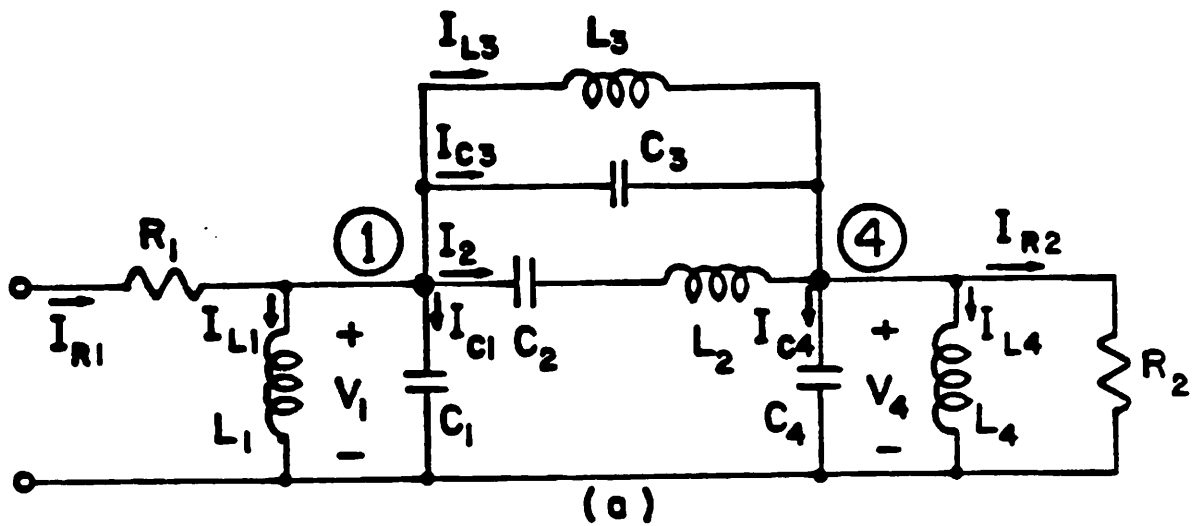 I_L3 L_3
I_C3 C_3
R_1 1 I_2 4 I_R2
I_R1 I_L1 + I_C1 C_2 L_2 I_C4 + I_L4 R_2
L_1 V_1 C_1 C_4 V_4 L_4
− −
(a)